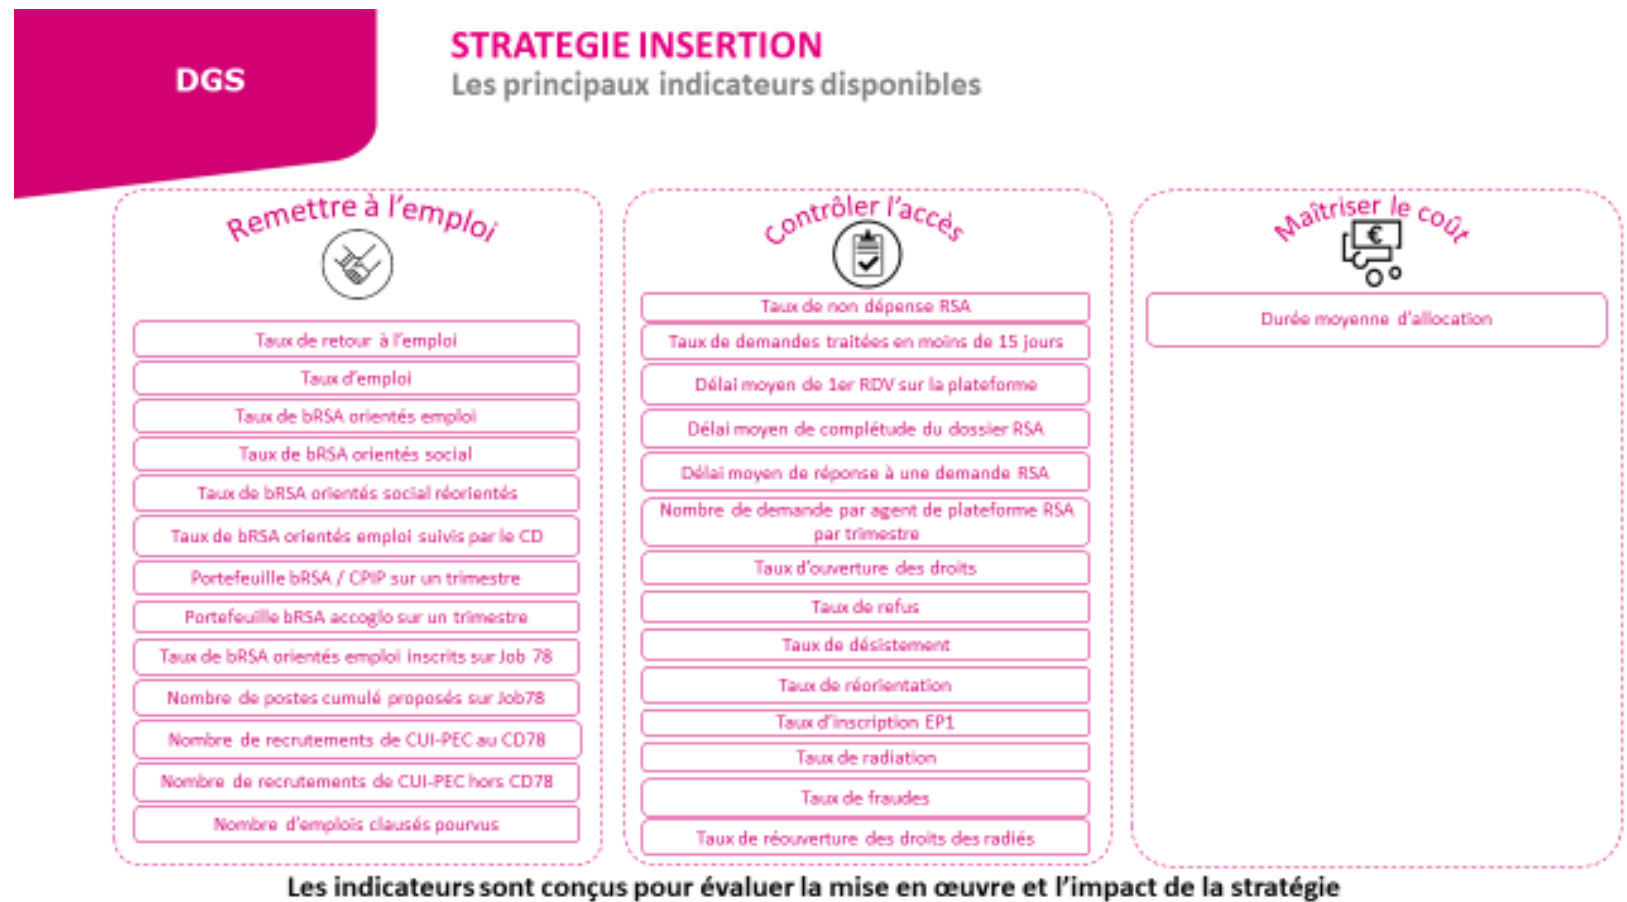 DGS
STRATEGIE INSERTION
Les principaux indicateurs disponibles
Remettre à l'emploi
Taux de retour à l'emploi
Taux d'emploi
Taux de bRSA orientés emploi
Taux de bRSA orientés social
Taux de bRSA orientés social réorientés
Taux de bRSA orientés emploi suivis par le CD
Portefeuille bRSA / CPIP sur un trimestre
Portefeuille bRSA accoglo sur un trimestre
Taux de bRSA orientés emploi inscrits sur Job 78
Nombre de postes cumulé proposés sur Job78
Nombre de recrutements de CUI-PEC au CD78
Nombre de recrutements de CUI-PEC hors CD78
Nombre d'emplois clausés pourvus
Contrôler l'accès
Taux de non dépense RSA
Taux de demandes traitées en moins de 15 jours
Délai moyen de 1er RDV sur la plateforme
Délai moyen de complétude du dossier RSA
Délai moyen de réponse à une demande RSA
Nombre de demande par agent de plateforme RSA
par trimestre
Taux d'ouverture des droits
Taux de refus
Taux de désistement
Taux de réorientation
Taux d'inscription EP1
Taux de radiation
Taux de fraudes
Taux de réouverture des droits des radiés
Maîtriser le coût
€
Durée moyenne d'allocation
Les indicateurs sont conçus pour évaluer la mise en œuvre et l'impact de la stratégie